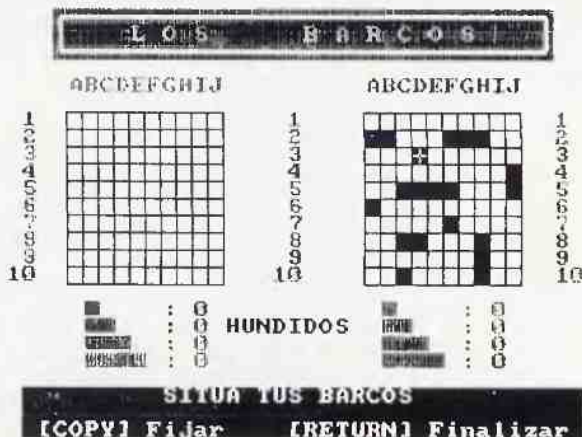 LOS BARCOS
ABCDEFGHIJ ABCDEFGHIJ
1 1 1
2 2 2
3 3 3
4 4 4
5 5 5
6 6 6
7 7 7
8 8 8
9 9 9
10 10 10
: 0 : 0
: 0 HUNDIDOS : 0
: 0 : 0
: 0 : 0
SITUA TUS BARCOS
[COPY] Fijar [RETURN] Finalizar